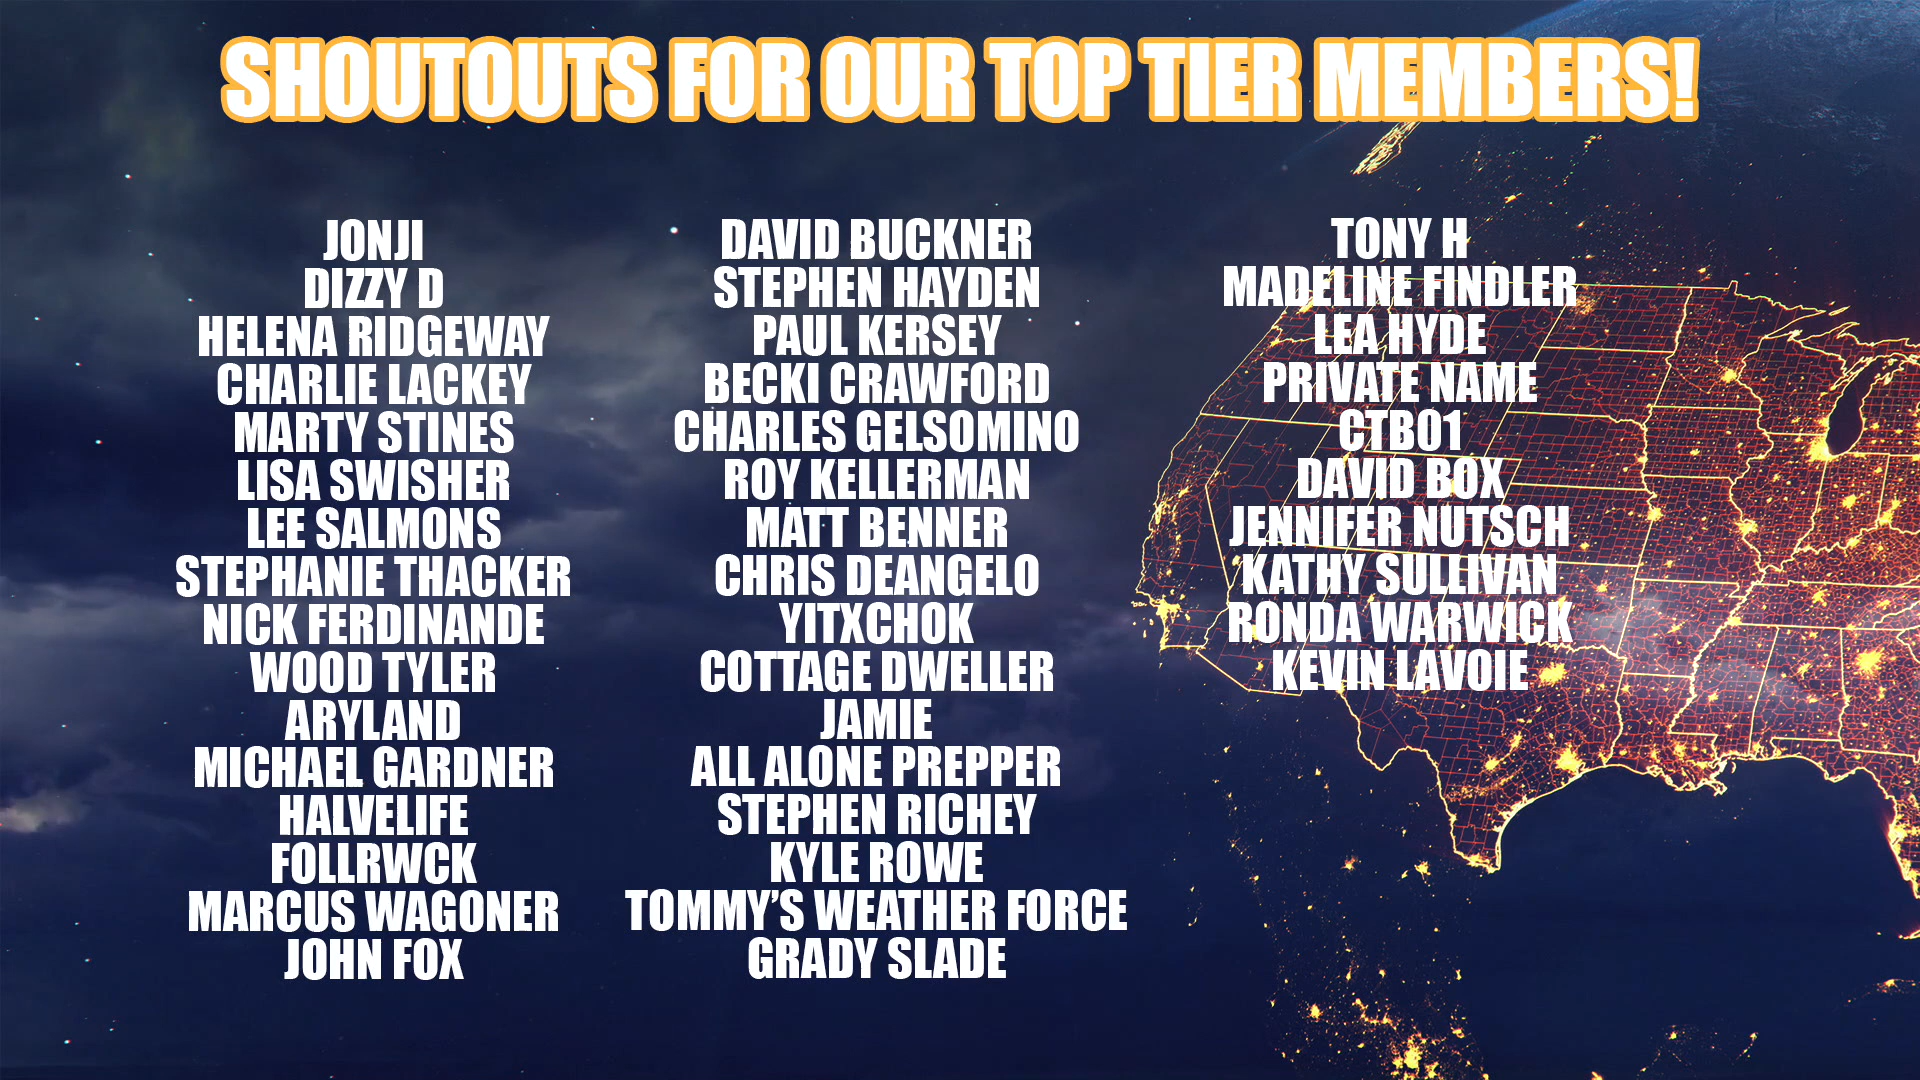 SHOUTOUTS FOR OUR TOP TIER MEMBERS!
JONJI
DIZZY D
HELENA RIDGEWAY
CHARLIE LACKEY
MARTY STINES
LISA SWISHER
LEE SALMONS
STEPHANIE THACKER
NICK FERDINANDE
WOOD TYLER
ARYLAND
MICHAEL GARDNER
HALVELIFE
FOLLRWCK
MARCUS WAGONER
JOHN FOX
DAVID BUCKNER
STEPHEN HAYDEN
PAUL KERSEY
BECKI CRAWFORD
CHARLES GELSOMINO
ROY KELLERMAN
MATT BENNER
CHRIS DEANGELO
YITXCHOK
COTTAGE DWELLER
JAMIE
ALL ALONE PREPPER
STEPHEN RICHEY
KYLE ROWE
TOMMY’S WEATHER FORCE
GRADY SLADE
TONY H
MADELINE FINDLER
LEA HYDE
PRIVATE NAME
CTB01
DAVID BOX
JENNIFER NUTSCH
KATHY SULLIVAN
RONDA WARWICK
KEVIN LAVOIE